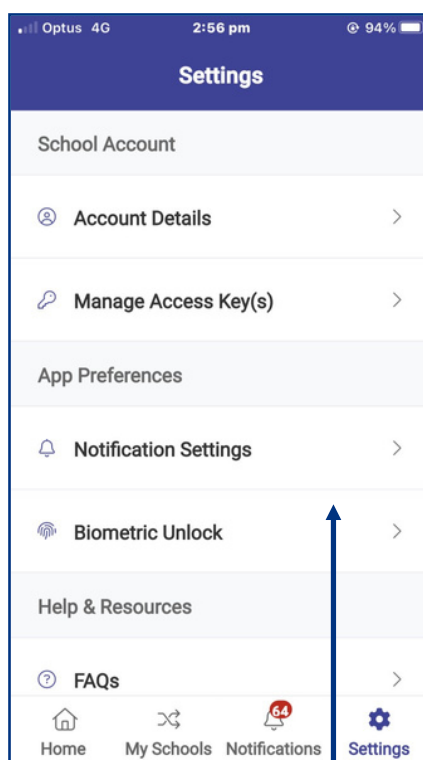 Optus 4G 2:56 pm 94%
Settings
School Account
Account Details
Manage Access Key(s)
App Preferences
Notification Settings
Biometric Unlock
Help & Resources
FAQs
64
Home My Schools Notifications Settings